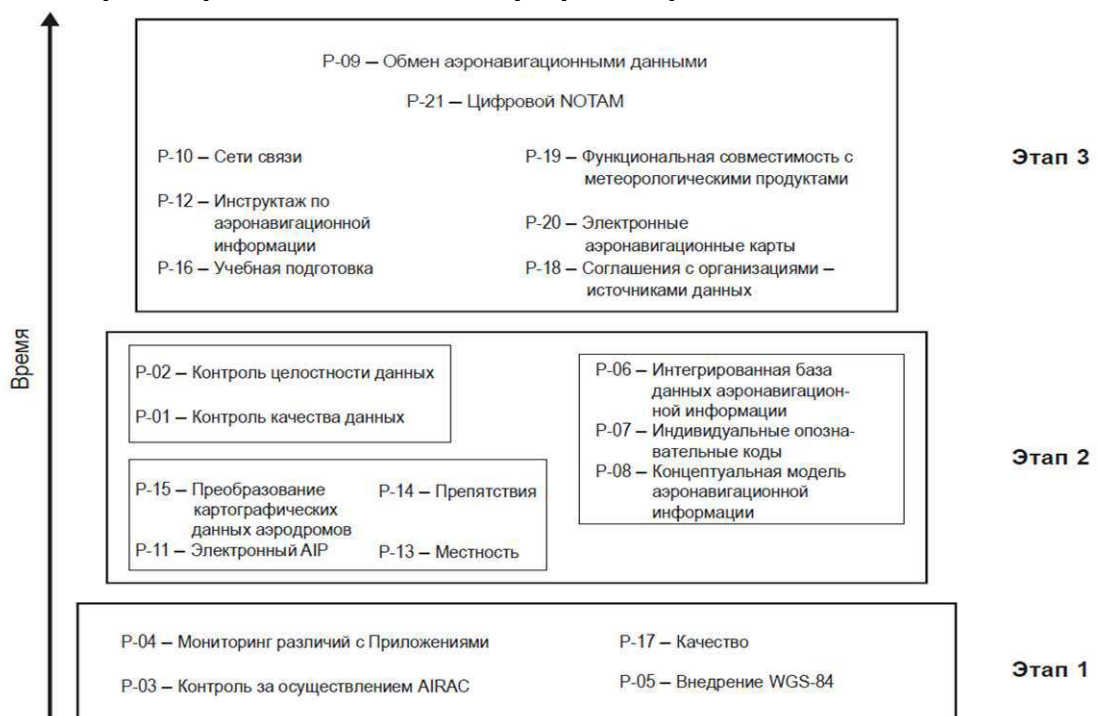 Р-09 – Обмен аэронавигационными данными
Р-21 – Цифровой NOTAM
Р-10 – Сети связи
Р-12 – Инструктаж по
аэронавигационной
информации
Р-16 – Учебная подготовка
Р-19 – Функциональная совместимость с
метеорологическими продуктами
Р-20 – Электронные
аэронавигационные карты
Р-18 – Соглашения с организациями –
источниками данных
Этап 3
Время
Р-02 – Контроль целостности данных
Р-01 – Контроль качества данных
Р-15 – Преобразование
картографических
данных аэродромов
Р-11 – Электронный AIP
Р-14 – Препятствия
Р-13 – Местность
Р-06 – Интегрированная база
данных аэронавигацион-
ной информации
Р-07 – Индивидуальные опозна-
вательные коды
Р-08 – Концептуальная модель
аэронавигационной
информации
Этап 2
Р-04 – Мониторинг различий с Приложениями
Р-03 – Контроль за осуществлением AIRAC
Р-17 – Качество
Р-05 – Внедрение WGS-84
Этап 1